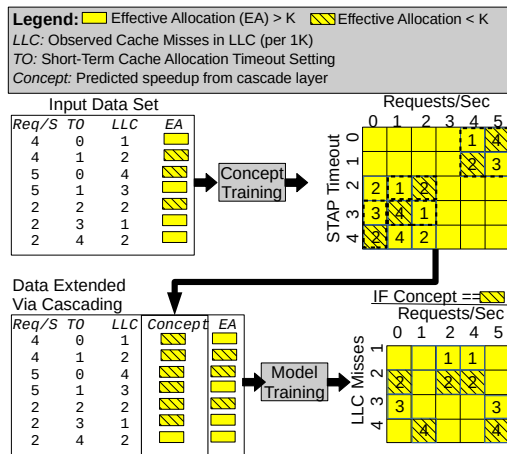 Legend: Effective Allocation (EA) > K Effective Allocation < K
LLC: Observed Cache Misses in LLC (per 1K)
TO: Short-Term Cache Allocation Timeout Setting
Concept: Predicted speedup from cascade layer
Input Data Set
Req/S TO LLC EA
4 0 1
4 1 2
5 0 4
5 1 3
2 2 2
2 3 1
2 4 2
Concept
Training
Requests/Sec
0 1 2 3 4 5
STAP Timeout
0 1 4
1 2 3
2 2 1 2
3 3 4 1
4 2 4 2
Data Extended
Via Cascading
Req/S TO LLC Concept EA
4 0 1
4 1 2
5 0 4
5 1 3
2 2 2
2 3 1
2 4 2
Model
Training
IF Concept ==
Requests/Sec
0 1 2 4 5
LLC Misses
1 1 1
2 2 2 2
3 3 3
4 4 4